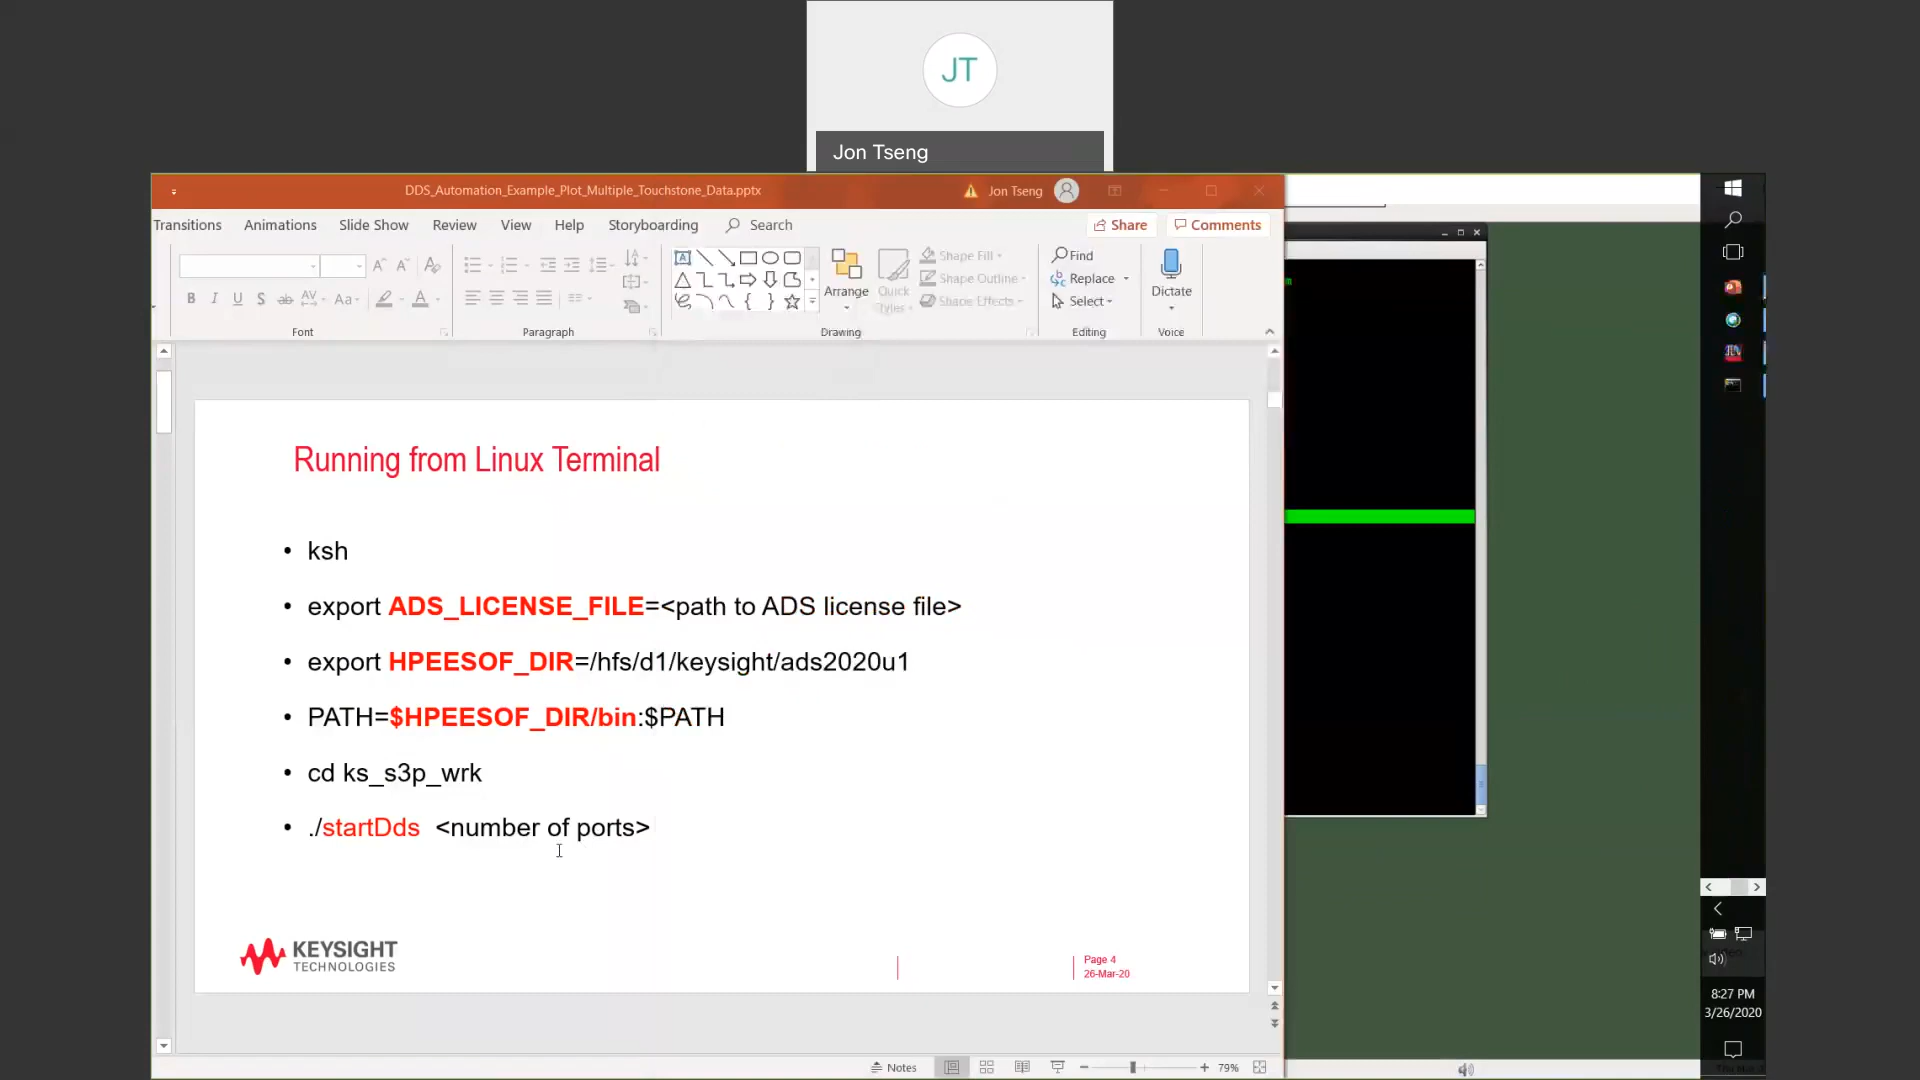 JT
Jon Tseng
DDS_Automation_Example_Plot_Multiple_Touchstone_Data.pptx
Jon Tseng
Transitions Animations Slide Show Review View Help Storyboarding Search
Share Comments
Find
Replace
Select
Arrange
Quick
Styles
Shape Fill
Shape Outline
Shape Effects
Dictate
Font Paragraph Drawing Editing Voice
Running from Linux Terminal
• ksh
• export ADS_LICENSE_FILE=<path to ADS license file>
• export HPEESOF_DIR=/hfs/d1/keysight/ads2020u1
• PATH=$HPEESOF_DIR/bin:$PATH
• cd ks_s3p_wrk
• ./startDds <number of ports>
KEYSIGHT
TECHNOLOGIES
Page 4
26-Mar-20
Notes
79%
8:27 PM
3/26/2020